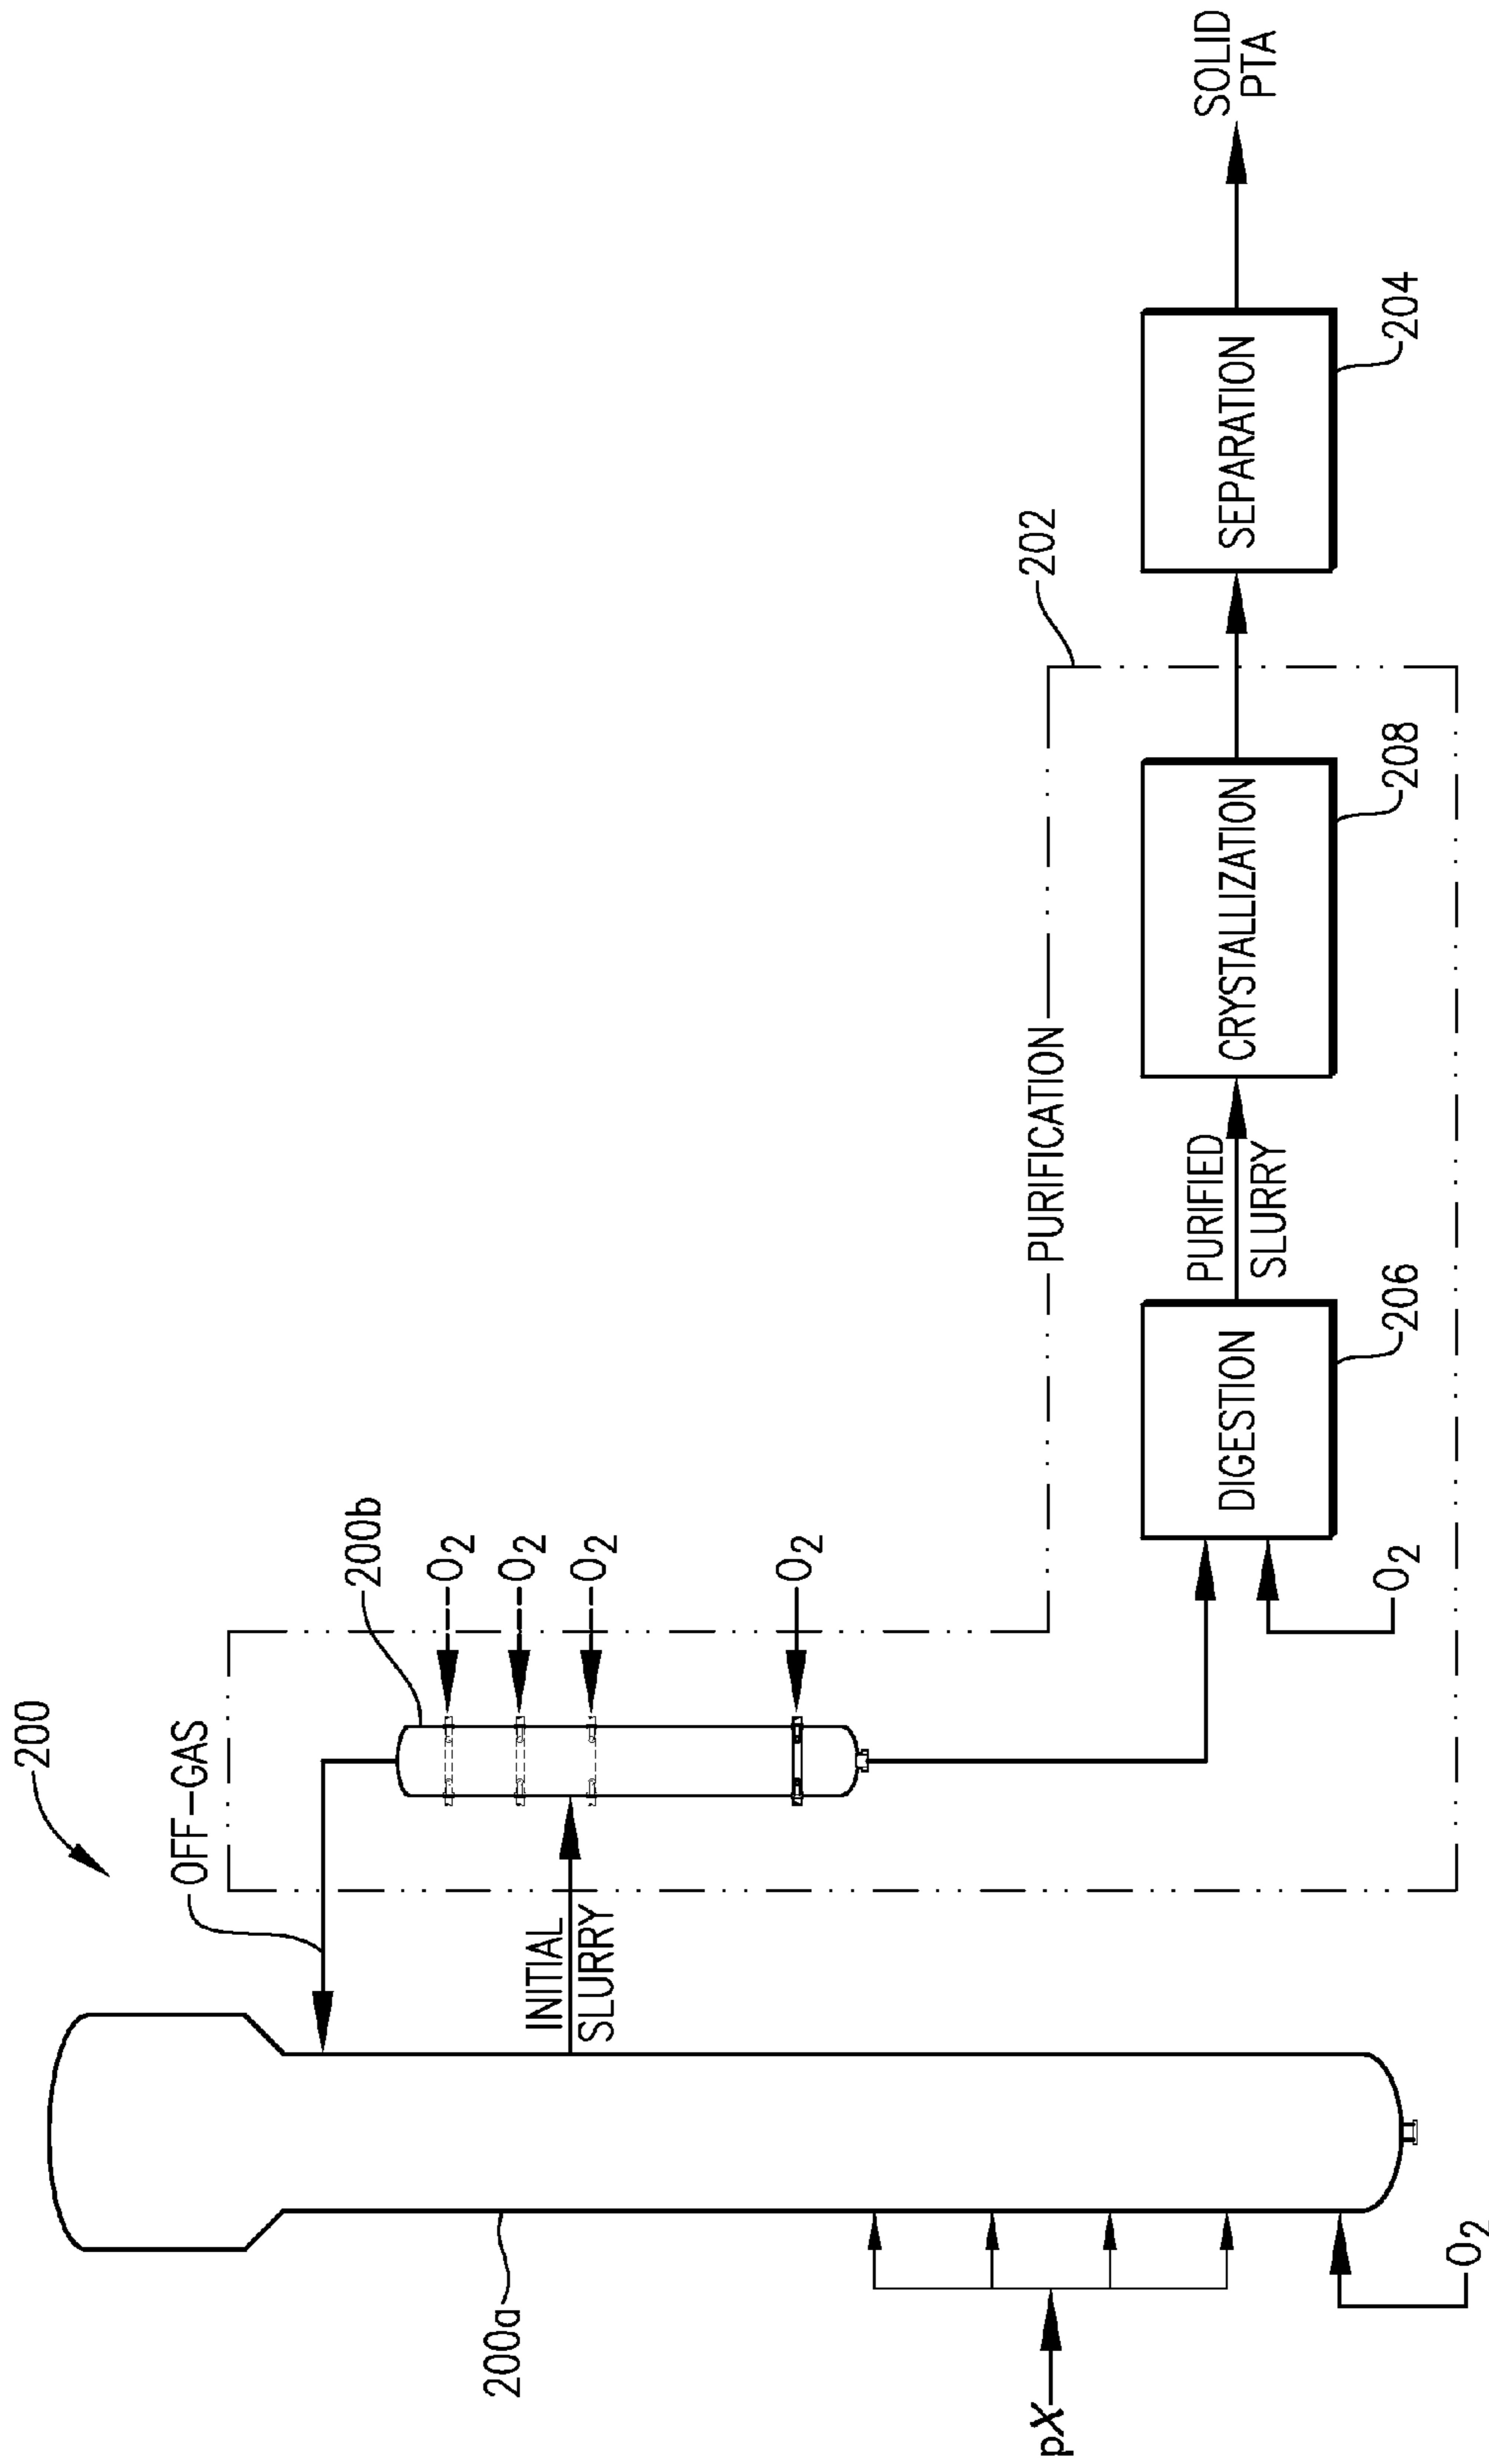 200
OFF-GAS
200b
O2
O2
O2
O2
INITIAL
SLURRY
200a
pX
O2
PURIFICATION
202
DIGESTION
206
O2
PURIFIED
SLURRY
CRYSTALLIZATION
208
SEPARATION
204
SOLID
PTA